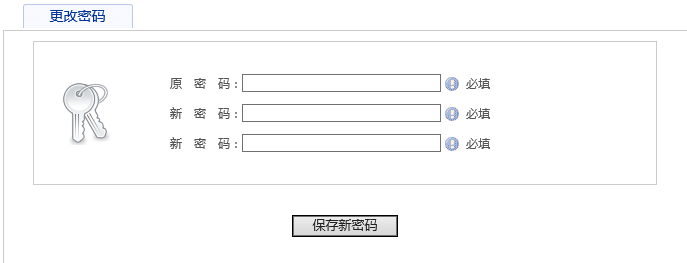 更改密码
原 密 码： 必填
新 密 码： 必填
新 密 码： 必填
保存新密码